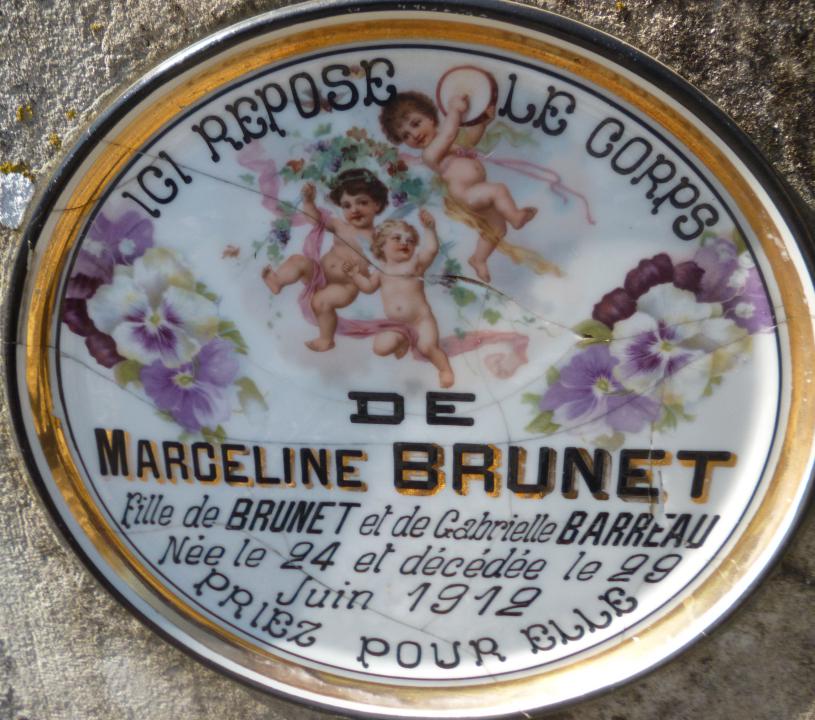 ICI REPOSE LE CORPS
DE
MARCELINE BRUNET
Fille de BRUNET et de Gabrielle BARREAU
Née le 24 et décédée le 29
Juin 1912
PRIEZ POUR ELLE